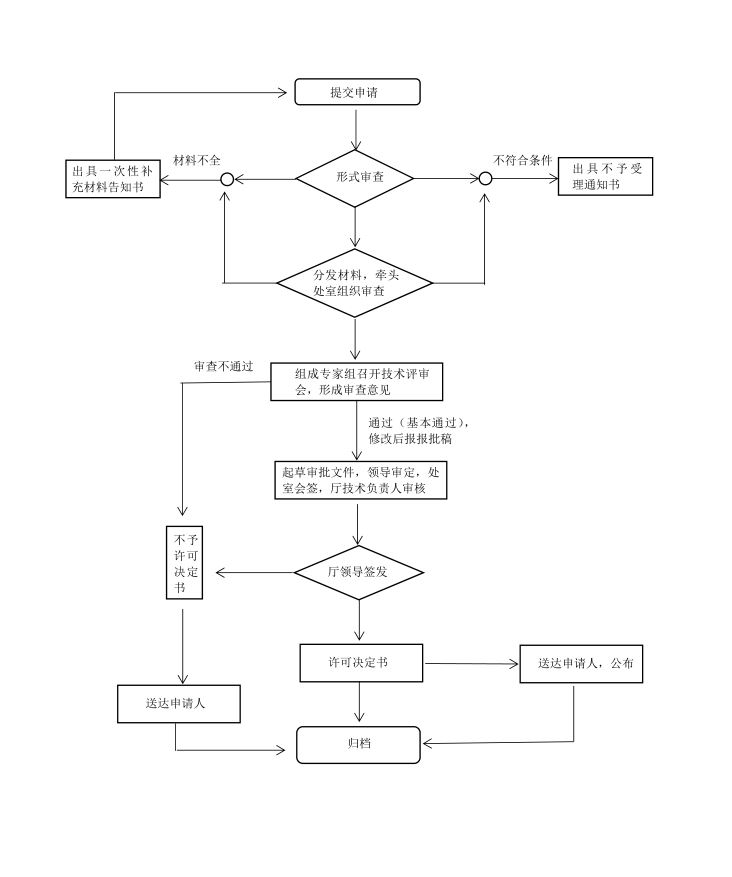 提交申请
材料不全
不符合条件
出具一次性补
充材料告知书
形式审查
出具不予受
理通知书
分发材料，牵头
处室组织审查
审查不通过
组成专家组召开技术评审
会，形成审查意见
通过（基本通过），
修改后报报批稿
起草审批文件，领导审定，处
室会签，厅技术负责人审核
不予
许可
决定
书
厅领导签发
许可决定书
送达申请人，公布
送达申请人
归档